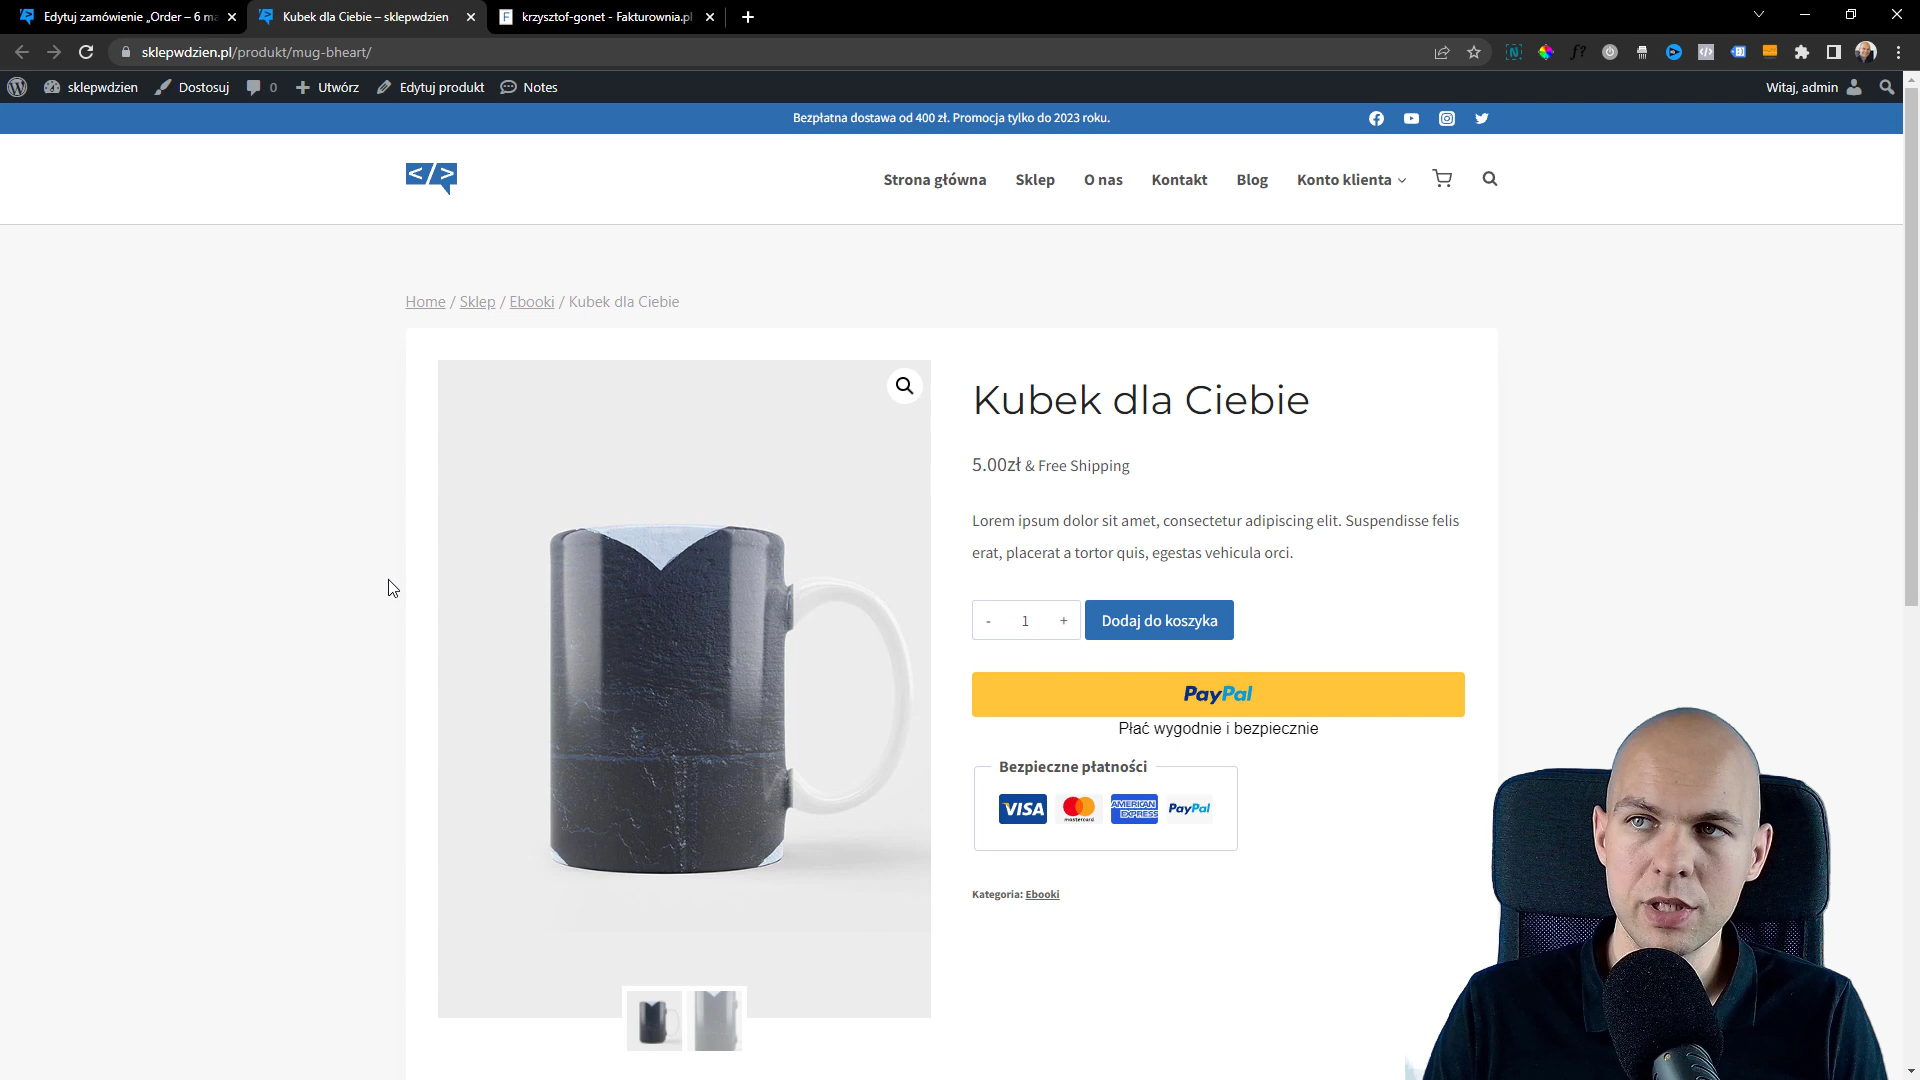 Edytuj zamówienie „Order – 6 ma
Kubek dla Ciebie – sklepwdzien
krzysztof-gonet - Fakturownia.pl
sklepwdzien.pl/produkt/mug-bheart/
sklepwdzien
Dostosuj
0
Utwórz
Edytuj produkt
Notes
Witaj, admin
Bezpłatna dostawa od 400 zł. Promocja tylko do 2023 roku.
</>
Strona główna
Sklep
O nas
Kontakt
Blog
Konto klienta
Home / Sklep / Ebooki / Kubek dla Ciebie
Kubek dla Ciebie
5.00zł & Free Shipping
Lorem ipsum dolor sit amet, consectetur adipiscing elit. Suspendisse felis
erat, placerat a tortor quis, egestas vehicula orci.
- 1 +
Dodaj do koszyka
PayPal
Płać wygodnie i bezpiecznie
Bezpieczne płatności
VISA
mastercard
AMERICAN EXPRESS
PayPal
Kategoria: Ebooki